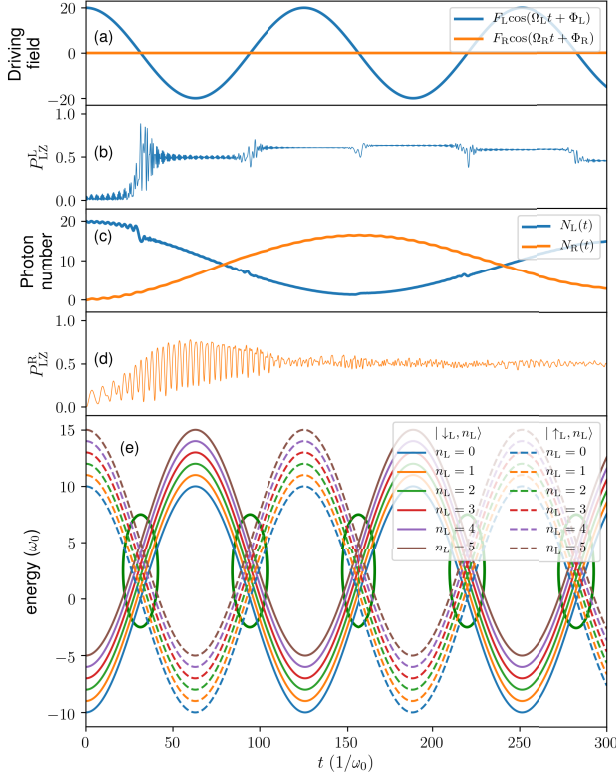 20
0
−20
Driving
field
(a)
F_L cos(Ω_L t + Φ_L)
F_R cos(Ω_R t + Φ_R)
1.0
0.5
0.0
P_LZ^L
(b)
20
10
0
Photon
number
(c)
N_L(t)
N_R(t)
1.0
0.5
0.0
P_LZ^R
(d)
15
10
5
0
−5
−10
energy (ω_0)
(e)
| ↓_L, n_L⟩ | ↑_L, n_L⟩
n_L = 0 n_L = 0
n_L = 1 n_L = 1
n_L = 2 n_L = 2
n_L = 3 n_L = 3
n_L = 4 n_L = 4
n_L = 5 n_L = 5
0 50 100 150 200 250 300
t (1/ω_0)